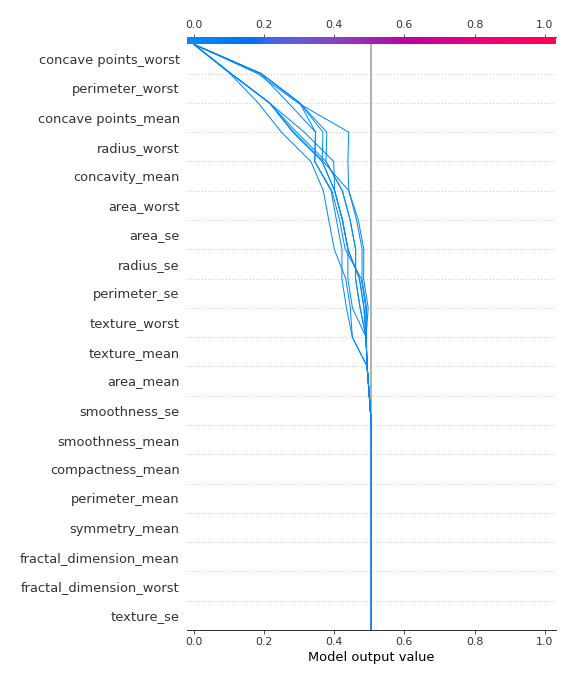 0.0 0.2 0.4 0.6 0.8 1.0
concave points_worst
perimeter_worst
concave points_mean
radius_worst
concavity_mean
area_worst
area_se
radius_se
perimeter_se
texture_worst
texture_mean
area_mean
smoothness_se
smoothness_mean
compactness_mean
perimeter_mean
symmetry_mean
fractal_dimension_mean
fractal_dimension_worst
texture_se
0.0 0.2 0.4 0.6 0.8 1.0
Model output value